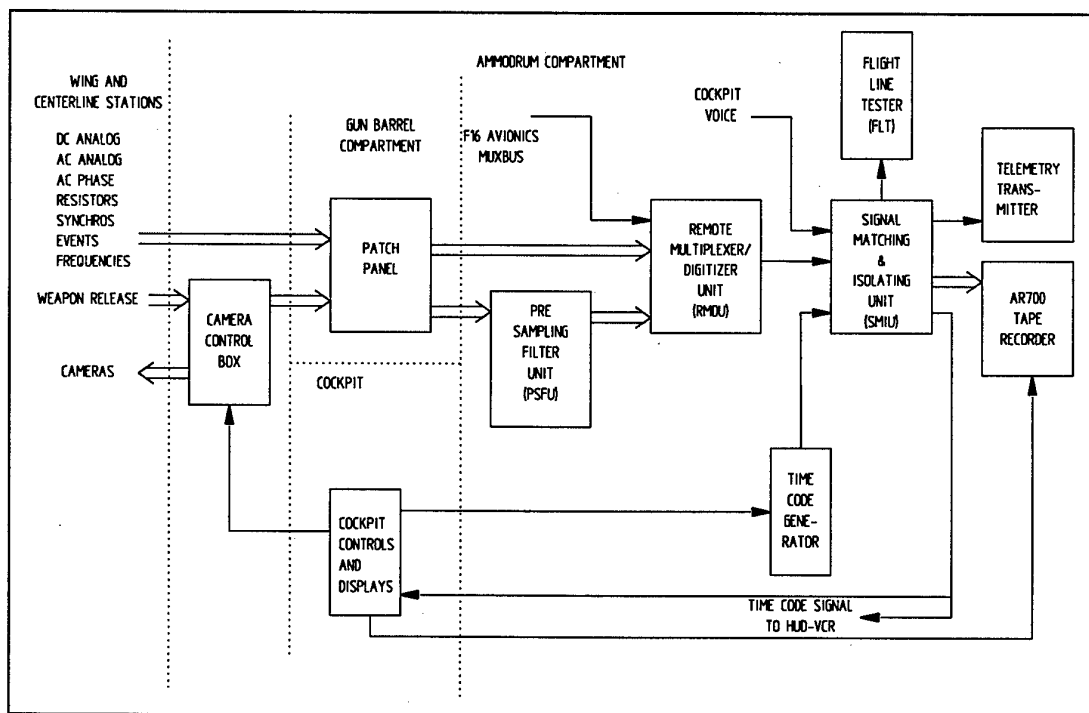 WING AND
CENTERLINE STATIONS
DC ANALOG
AC ANALOG
AC PHASE
RESISTORS
SYNCHROS
EVENTS
FREQUENCIES
WEAPON RELEASE
CAMERAS
CAMERA
CONTROL
BOX
GUN BARREL
COMPARTMENT
PATCH
PANEL
COCKPIT
COCKPIT
CONTROLS
AND
DISPLAYS
AMMODRUM COMPARTMENT
F16 AVIONICS
MUXBUS
PRE
SAMPLING
FILTER
UNIT
(PSFU)
REMOTE
MULTIPLEXER/
DIGITIZER
UNIT
(RMDU)
COCKPIT
VOICE
TIME
CODE
GENE-
RATOR
FLIGHT
LINE
TESTER
(FLT)
SIGNAL
MATCHING
&
ISOLATING
UNIT
(SMIU)
TELEMETRY
TRANS-
MITTER
AR700
TAPE
RECORDER
TIME CODE SIGNAL
TO HUD-VCR